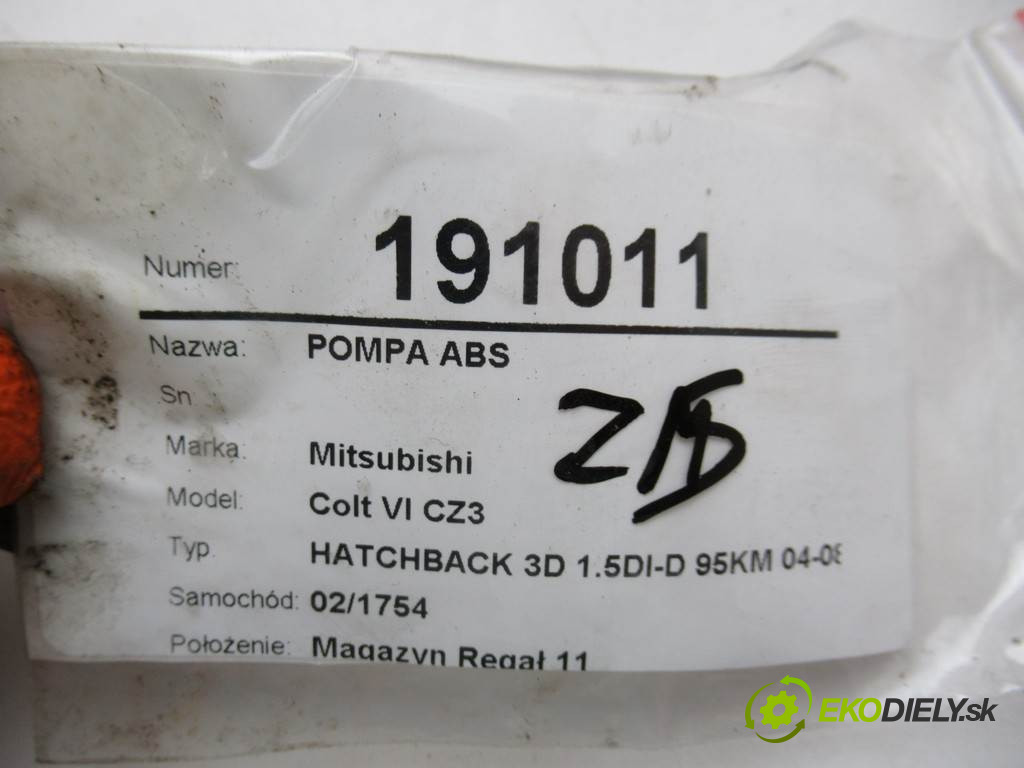 Numer: 191011
Nazwa: POMPA ABS
Sn
Marka: Mitsubishi
Model: Colt VI CZ3
Typ. HATCHBACK 3D 1.5DI-D 95KM 04-08
Samochód: 02/1754
Położenie: Magazyn Regał 11
EKODIELY.sk